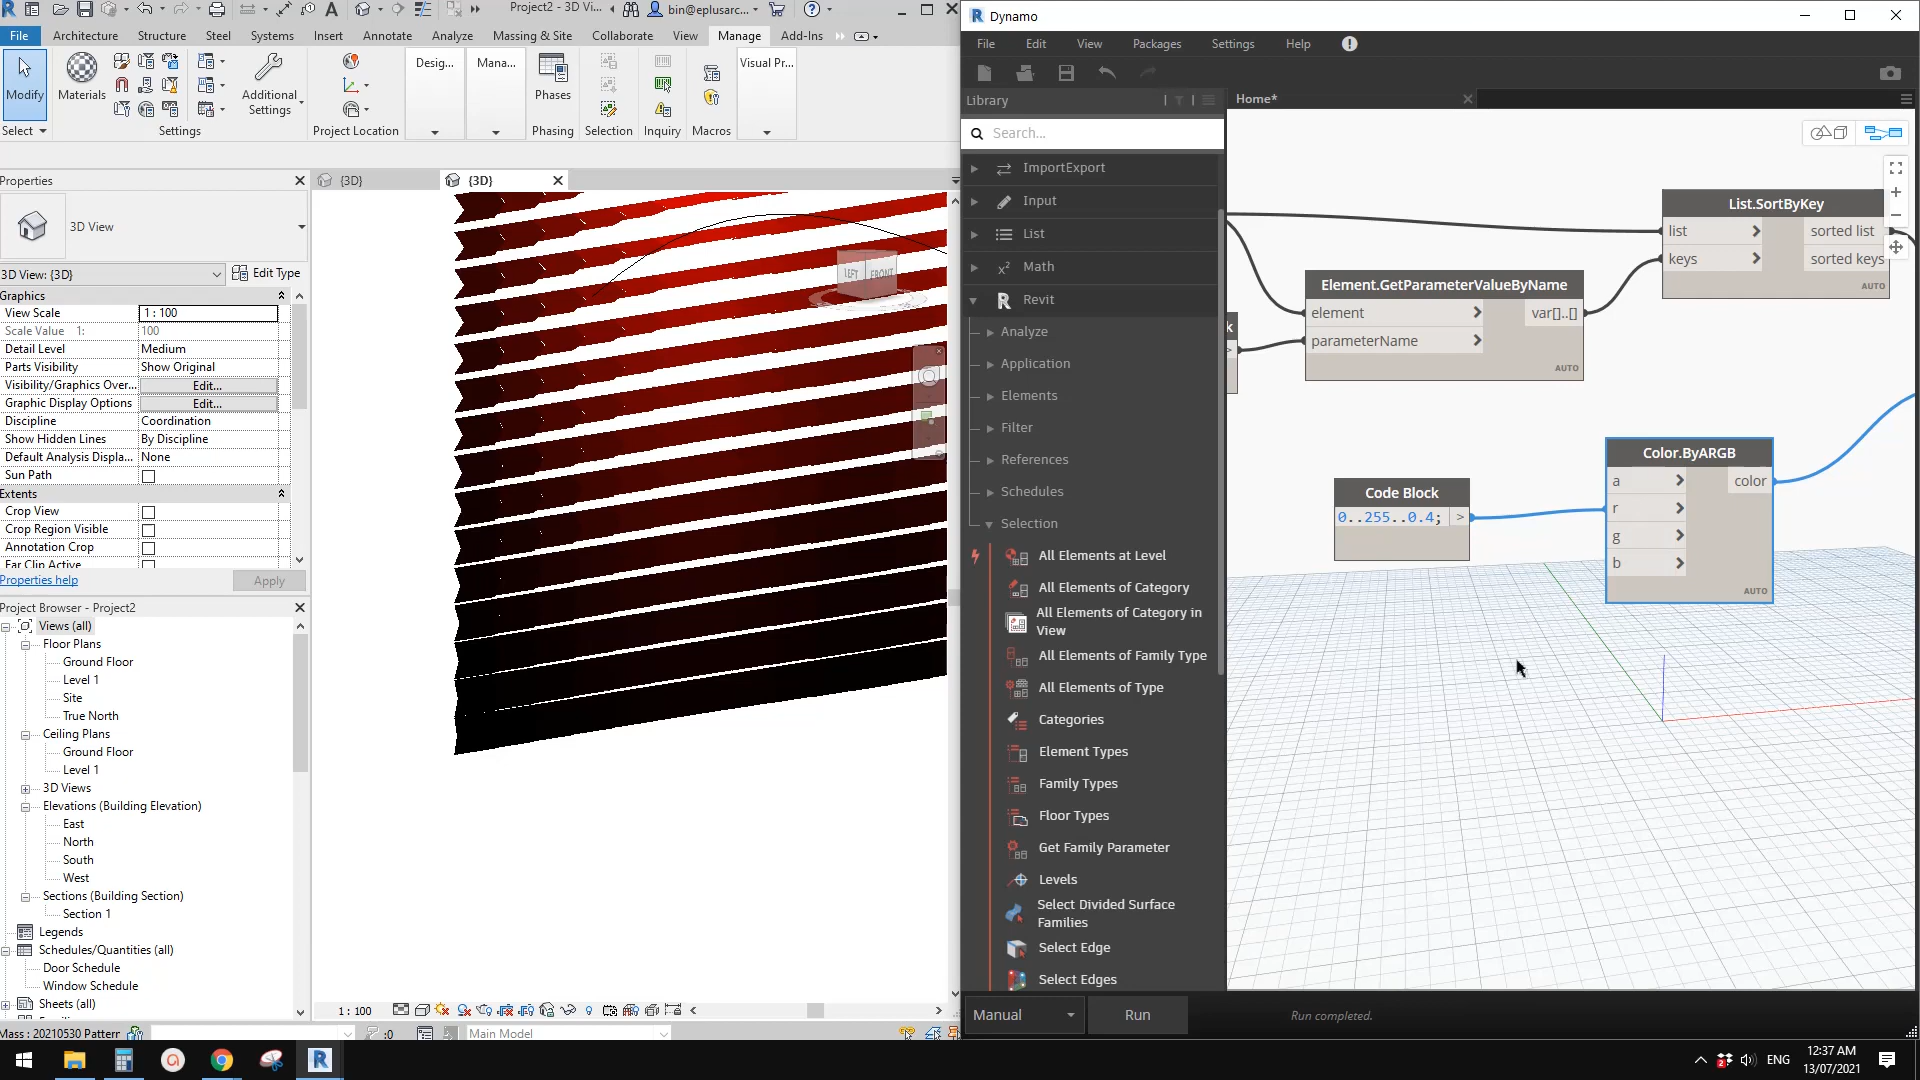 Project2 - 3D Vi...
bin@eplusarc...
File Architecture Structure Steel Systems Insert Annotate Analyze Massing & Site Collaborate View Manage Add-Ins
Modify
Materials
Additional
Settings
Desig...
Mana...
Phases
Visual Pr...
Select
Settings
Project Location
Phasing
Selection
Inquiry
Macros
Properties
{3D}
{3D}
3D View
3D View: {3D}
Edit Type
Graphics
View Scale 1 : 100
Scale Value 1: 100
Detail Level Medium
Parts Visibility Show Original
Visibility/Graphics Over... Edit...
Graphic Display Options Edit...
Discipline Coordination
Show Hidden Lines By Discipline
Default Analysis Displa... None
Sun Path
Extents
Crop View
Crop Region Visible
Annotation Crop
Far Clip Active
Properties help
Apply
Project Browser - Project2
Views (all)
Floor Plans
Ground Floor
Level 1
Site
True North
Ceiling Plans
Ground Floor
Level 1
3D Views
Elevations (Building Elevation)
East
North
South
West
Sections (Building Section)
Section 1
Legends
Schedules/Quantities (all)
Door Schedule
Window Schedule
Sheets (all)
LEFT FRONT
1 : 100
Mass : 20210530 Patterr
:0
Main Model
Dynamo
File Edit View Packages Settings Help
Library
Home*
Search...
ImportExport
Input
List
Math
Revit
Analyze
Application
Elements
Filter
References
Schedules
Selection
All Elements at Level
All Elements of Category
All Elements of Category in
View
All Elements of Family Type
All Elements of Type
Categories
Element Types
Family Types
Floor Types
Get Family Parameter
Levels
Select Divided Surface
Families
Select Edge
Select Edges
List.SortByKey
list > sorted list
keys > sorted keys
AUTO
Element.GetParameterValueByName
element > var[]..[]
parameterName >
AUTO
k
>
Color.ByARGB
a > color
r >
g >
b >
AUTO
Code Block
0..255..0.4; >
Manual
Run
Run completed.
ENG
12:37 AM
13/07/2021